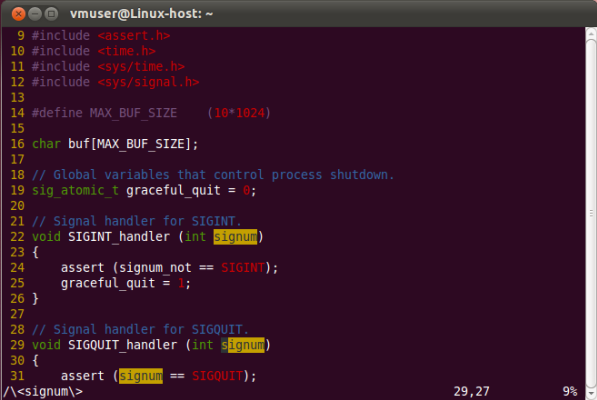 vmuser@Linux-host: ~
9 #include <assert.h>
10 #include <time.h>
11 #include <sys/time.h>
12 #include <sys/signal.h>
13
14 #define MAX_BUF_SIZE    (10*1024)
15
16 char buf[MAX_BUF_SIZE];
17
18 // Global variables that control process shutdown.
19 sig_atomic_t graceful_quit = 0;
20
21 // Signal handler for SIGINT.
22 void SIGINT_handler (int signum)
23 {
24     assert (signum_not == SIGINT);
25     graceful_quit = 1;
26 }
27
28 // Signal handler for SIGQUIT.
29 void SIGQUIT_handler (int signum)
30 {
31     assert (signum == SIGQUIT);
/\<signum\> 29,27 9%